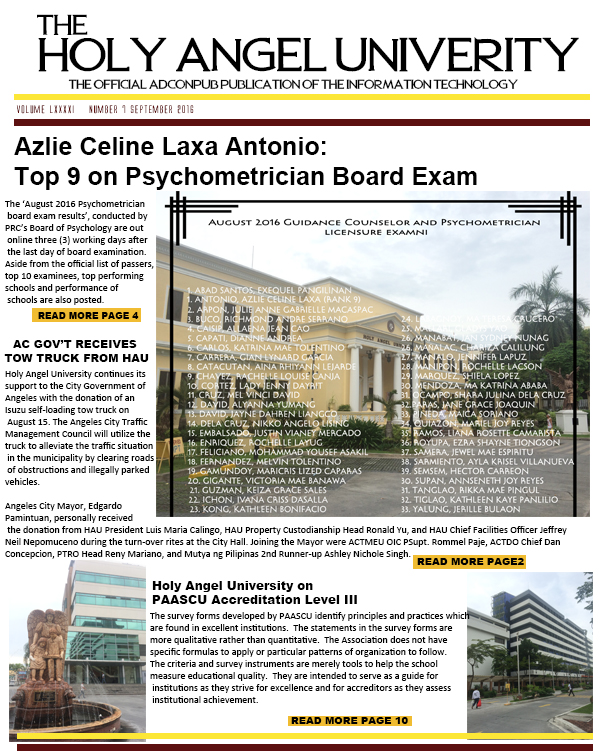 THE
HOLY ANGEL UNIVERITY
THE OFFICIAL ADCONPUB PUBLICATION OF THE INFORMATION TECHNOLOGY
VOLUME LXXXXI NUMBER 1 SEPTEMBER 2016
Azlie Celine Laxa Antonio:
Top 9 on Psychometrician Board Exam
The 'August 2016 Psychometrician
board exam results', conducted by
PRC's Board of Psychology are out
online three (3) working days after
the last day of board examination.
Aside from the official list of passers,
top 10 examinees, top performing
schools and performance of
schools are also posted.
READ MORE PAGE 4
AUGUST 2016 GUIDANCE COUNSELOR AND PSYCHOMETRICIAN
LICENSURE EXAMNI
1. ABAD SANTOS, EXEQUEL PANGILINAN
1. ANTONIO, AZLIE CELINE LAXA (RANK 9)
2. ARPON, JULIE ANNE GABRIELLE MACASPAC
3. BUCO, RICHMOND ANDRE SERRANO
4. CAISIP, ALLAENA JEAN CAO
5. CAPATI, DIANNE ANDREA
6. CARLOS, KATRINA MAE TOLENTINO
7. CARRERA, GIAN LYNARD GARCIA
8. CATACUTAN, AINA RHIYANN LEJARDE
9. CHAVEZ, RACHELLE LOUISE CANJA
10. CORTEZ, LADY JENNY DAYRIT
11. CRUZ, MEL VINCI DAVID
12. DAVID, ALYANNA YUMANG
13. DAVID, JAYNE DAHREN LIANGCO
14. DELA CRUZ, NIKKO ANGELO LISING
15. EMBALSADO, JUSTIN VIANEY MERCADO
16. ENRIQUEZ, ROCHELLE LAYUG
17. FELICIANO, MOHAMMAD YOUSEF ASAKIL
18. FERNANDEZ, MELVIN TOLENTINO
19. GAMUNDOY, MARICRIS LIZED CAPARAS
20. GIGANTE, VICTORIA MAE BANAWA
21. GUZMAN, KEIZA GRACE SALES
22. ICHON, IVANA CRISS DASALLA
23. KONG, KATHLEEN BONIFACIO
24. CRUCERO
25.
26. MANABAT, SYDNEY NUNAG
26. MANALAC, CHARIZA CALILUNG
27. MANALO, JENNIFER LAPUZ
28. MANIPON, ROCHELLE LACSON
29. MARQUEZ, SHIELA LOPEZ
30. MENDOZA, MA KATRINA ABABA
31. OCAMPO, SHARA JULINA DELA CRUZ
32. PARAS, JANE GRACE JOAQUIN
33. PINEDA, MAICA SORIANO
34. QUIAZON, MARIEL JOY REYES
35. RAMOS, LIANA ROSETTE CAMARISTA
36. ROYUPA, EZRA SHAYNE TIONGSON
37. SAMERA, JEWEL MAE ESPIRITU
38. SARMIENTO, AYLA KRISEL VILLANUEVA
39. SEMSEM, HECTOR CARREON
30. SUPAN, ANNSENETH JOY REYES
31. TANGLAO, RIKKA MAE PINGUL
32. TIGLAO, KATHLEEN KAYE PANLILIO
33. YALUNG, JERILLE BULAON
AC GOV'T RECEIVES
TOW TRUCK FROM HAU
Holy Angel University continues its
support to the City Government of
Angeles with the donation of an
Isuzu self-loading tow truck on
August 15. The Angeles City Traffic
Management Council will utilize the
truck to alleviate the traffic situation
in the municipality by clearing roads
of obstructions and illegally parked
vehicles.
Angeles City Mayor, Edgardo
Pamintuan, personally received
the donation from HAU President Luis Maria Calingo, HAU Property Custodianship Head Ronald Yu, and HAU Chief Facilities Officer Jeffrey
Neil Nepomuceno during the turn-over rites at the City Hall. Joining the Mayor were ACTMEU OIC PSupt. Rommel Paje, ACTDO Chief Dan
Concepcion, PTRO Head Reny Mariano, and Mutya ng Pilipinas 2nd Runner-up Ashley Nichole Singh.
READ MORE PAGE2
Holy Angel University on
PAASCU Accreditation Level III
The survey forms developed by PAASCU identify principles and practices which
are found in excellent institutions. The statements in the survey forms are
more qualitative rather than quantitative. The Association does not have
specific formulas to apply or particular patterns of organization to follow.
The criteria and survey instruments are merely tools to help the school
measure educational quality. They are intended to serve as a guide for
institutions as they strive for excellence and for accreditors as they assess
institutional achievement.
READ MORE PAGE 10